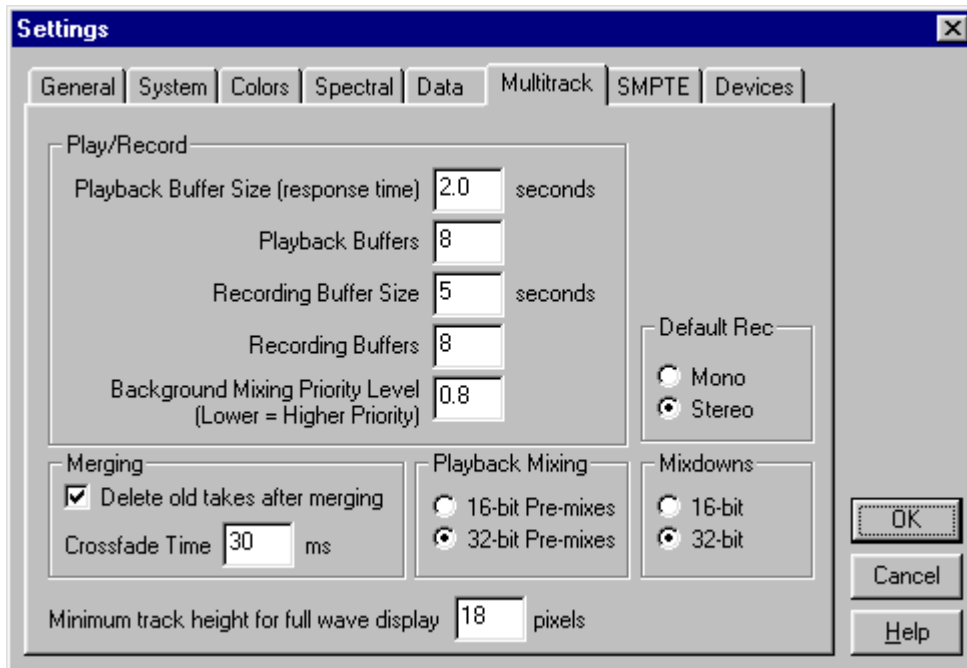 Settings
General System Colors Spectral Data Multitrack SMPTE Devices
Play/Record
Playback Buffer Size (response time) 2.0 seconds
Playback Buffers 8
Recording Buffer Size 5 seconds
Recording Buffers 8
Background Mixing Priority Level
(Lower = Higher Priority) 0.8
Default Rec
Mono
Stereo
Merging
Delete old takes after merging
Crossfade Time 30 ms
Playback Mixing
16-bit Pre-mixes
32-bit Pre-mixes
Mixdowns
16-bit
32-bit
Minimum track height for full wave display 18 pixels
OK
Cancel
Help